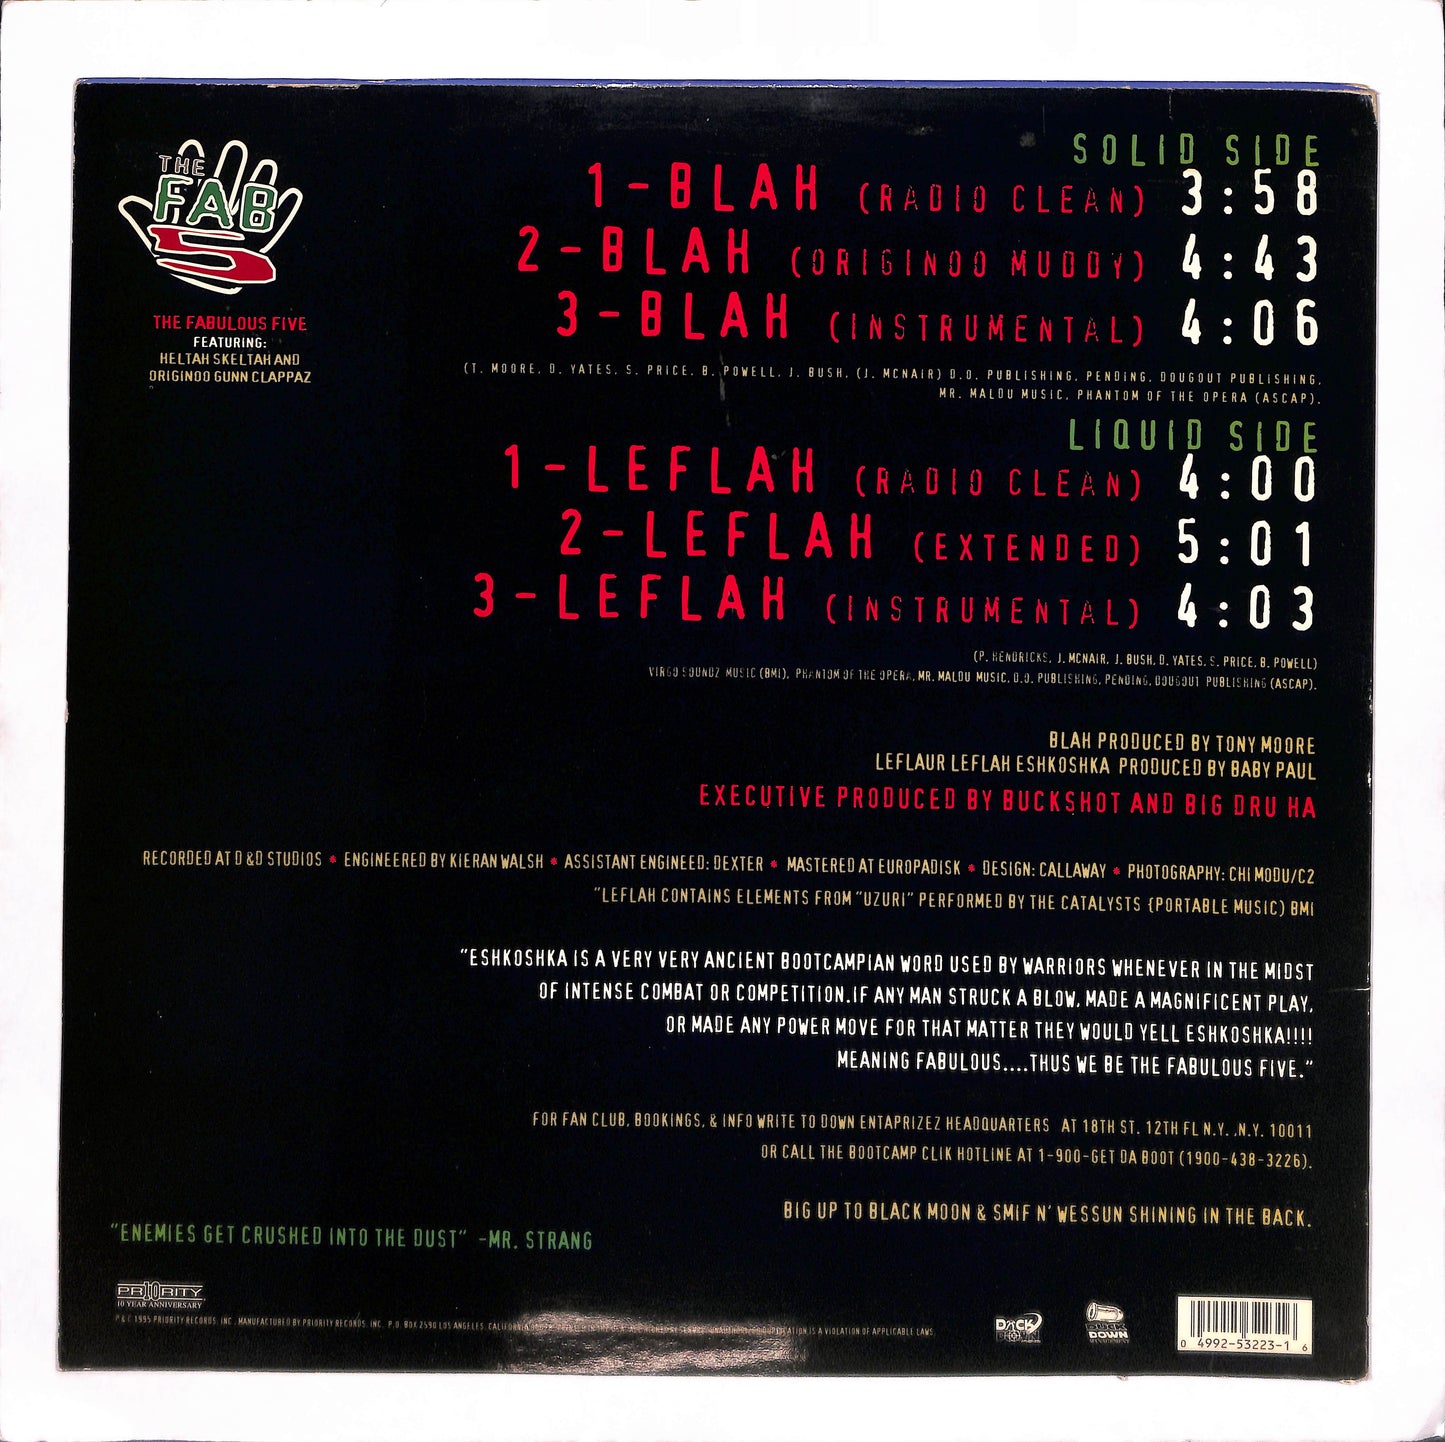 THE
FAB
5
THE FABULOUS FIVE
FEATURING:
HELTAH SKELTAH AND
ORIGINOO GUNN CLAPPAZ
SOLID SIDE
1-BLAH (RADIO CLEAN) 3:58
2-BLAH (ORIGINOO MUDDY) 4:43
3-BLAH (INSTRUMENTAL) 4:06
(T. MOORE, D. YATES, S. PRICE, B. POWELL, J. BUSH, (J. MCNAIR) D.O. PUBLISHING, PENDING, DOUGOUT PUBLISHING,
MR. MALDU MUSIC, PHANTOM OF THE OPERA (ASCAP).
LIQUID SIDE
1-LEFLAH (RADIO CLEAN) 4:00
2-LEFLAH (EXTENDED) 5:01
3-LEFLAH (INSTRUMENTAL) 4:03
(P. HENDRICKS, J. MCNAIR, J. BUSH, D. YATES, S. PRICE, B. POWELL)
VIRGO SOUNDZ MUSIC (BMI), PHANTOM OF THE OPERA, MR. MALDU MUSIC, D.O. PUBLISHING, PENDING, DOUGOUT PUBLISHING (ASCAP).
BLAH PRODUCED BY TONY MOORE
LEFLAUR LEFLAH ESHKOSHKA PRODUCED BY BABY PAUL
EXECUTIVE PRODUCED BY BUCKSHOT AND BIG DRU HA
RECORDED AT D &D STUDIOS * ENGINEERED BY KIERAN WALSH * ASSISTANT ENGINEED: DEXTER * MASTERED AT EUROPADISK * DESIGN: CALLAWAY * PHOTOGRAPHY: CHI MODU/C2
"LEFLAH CONTAINS ELEMENTS FROM "UZURI" PERFORMED BY THE CATALYSTS {PORTABLE MUSIC) BMI
"ESHKOSHKA IS A VERY VERY ANCIENT BOOTCAMPIAN WORD USED BY WARRIORS WHENEVER IN THE MIDST
OF INTENSE COMBAT OR COMPETITION.IF ANY MAN STRUCK A BLOW, MADE A MAGNIFICENT PLAY,
OR MADE ANY POWER MOVE FOR THAT MATTER THEY WOULD YELL ESHKOSHKA!!!!
MEANING FABULOUS....THUS WE BE THE FABULOUS FIVE."
FOR FAN CLUB, BOOKINGS, & INFO WRITE TO DOWN ENTAPRIZEZ HEADQUARTERS AT 18TH ST. 12TH FL N.Y. ,N.Y. 10011
OR CALL THE BOOTCAMP CLIK HOTLINE AT 1-900-GET DA BOOT (1900-438-3226).
BIG UP TO BLACK MOON & SMIF N' WESSUN SHINING IN THE BACK.
"ENEMIES GET CRUSHED INTO THE DUST" -MR. STRANG
PRIORITY
10 YEAR ANNIVERSARY
P & C 1995 PRIORITY RECORDS, INC. MANUFACTURED BY PRIORITY RECORDS, INC. P.O. BOX 2590 LOS ANGELES, CALIFORNIA IS A VIOLATION OF APPLICABLE LAWS.
DUCK
DOWN
DUCK
DOWN
MANAGEMENT
0 4992-53223-1 6